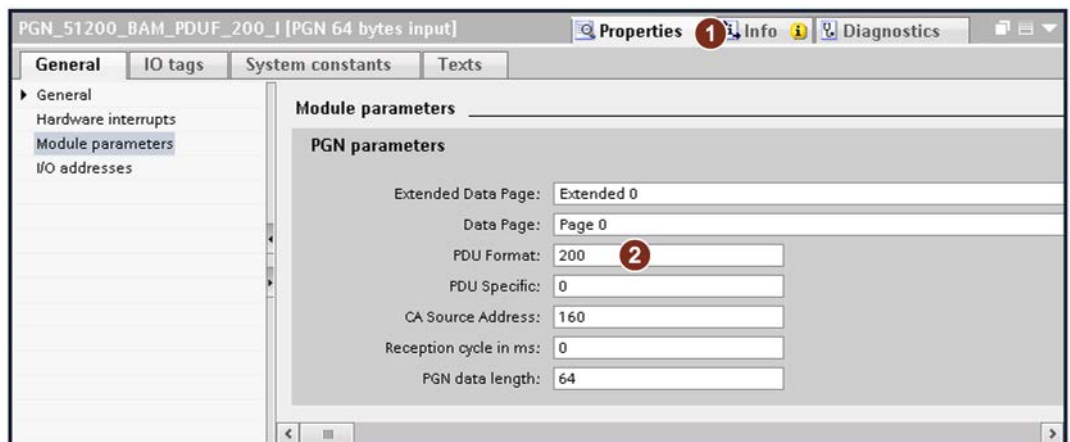 PGN_51200_BAM_PDUF_200_I [PGN 64 bytes input]
Properties
1
Info
Diagnostics
General
IO tags
System constants
Texts
General
Hardware interrupts
Module parameters
I/O addresses
Module parameters
PGN parameters
Extended Data Page: Extended 0
Data Page: Page 0
PDU Format: 200 2
PDU Specific: 0
CA Source Address: 160
Reception cycle in ms: 0
PGN data length: 64